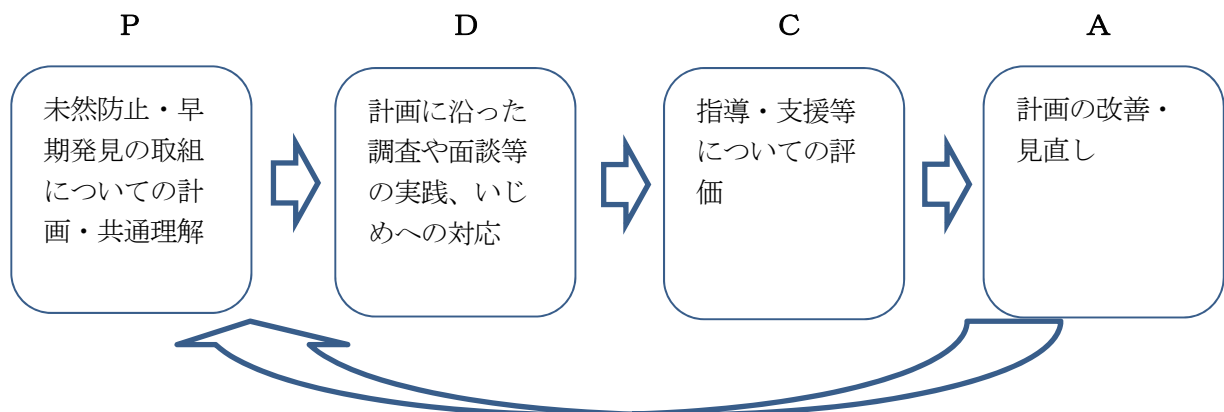 P
未然防止・早
期発見の取組
についての計
画・共通理解
D
計画に沿った
調査や面談等
の実践、いじ
めへの対応
C
指導・支援等
についての評
価
A
計画の改善・
見直し